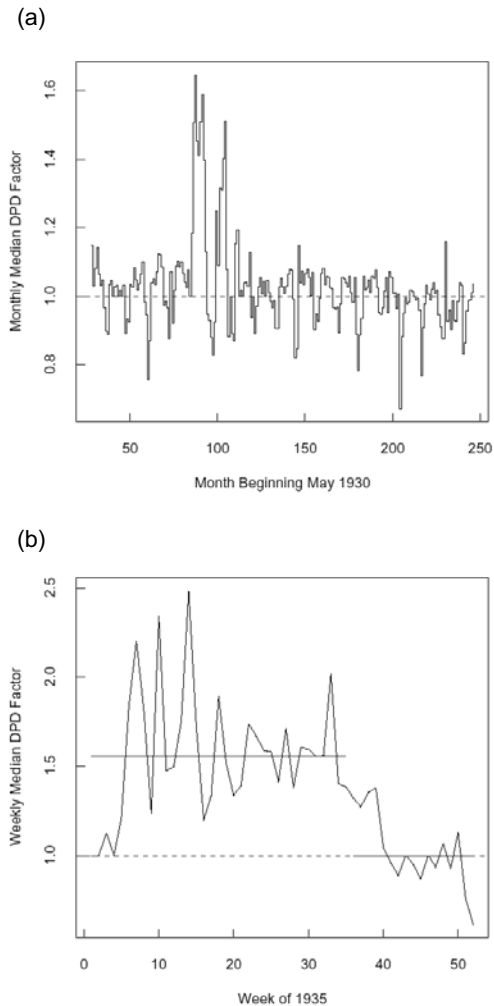 (a)
Monthly Median DPD Factor
1.6
1.4
1.2
1.0
0.8
50 100 150 200 250
Month Beginning May 1930
(b)
Weekly Median DPD Factor
2.5
2.0
1.5
1.0
0 10 20 30 40 50
Week of 1935